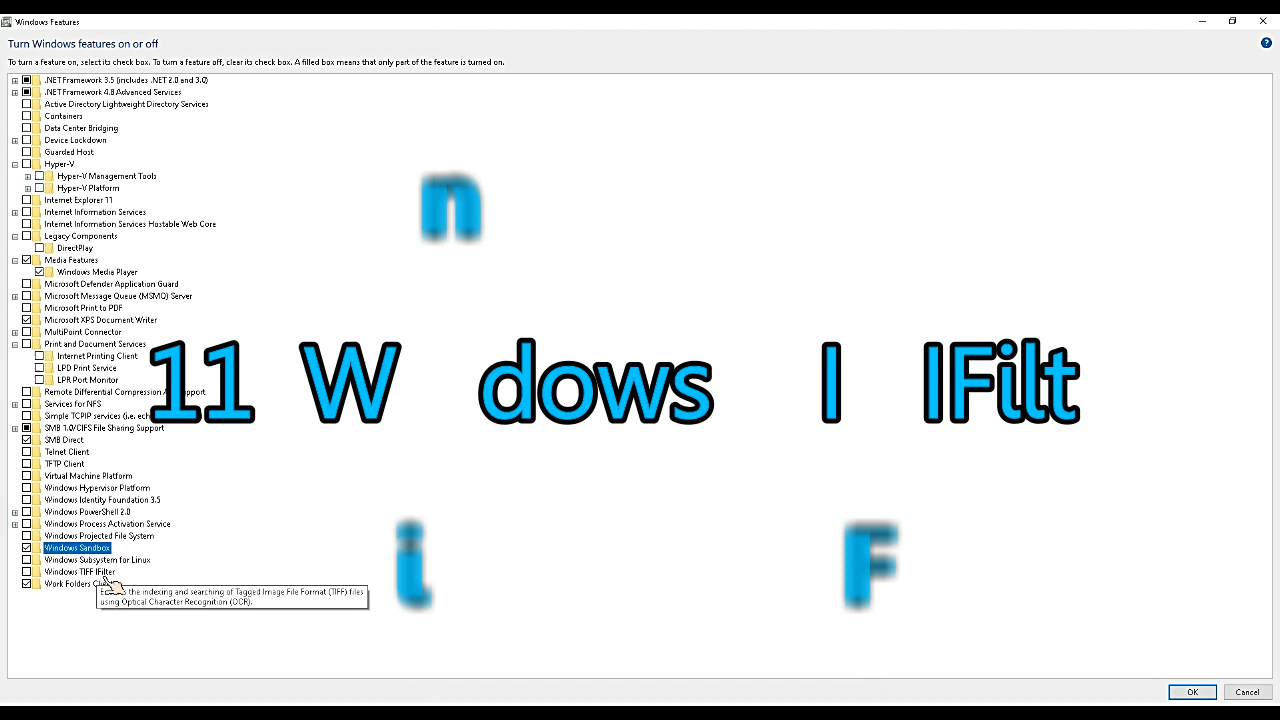 Windows Features
Turn Windows features on or off
To turn a feature on, select its check box. To turn a feature off, clear its check box. A filled box means that only part of the feature is turned on.
.NET Framework 3.5 (includes .NET 2.0 and 3.0)
.NET Framework 4.8 Advanced Services
Active Directory Lightweight Directory Services
Containers
Data Center Bridging
Device Lockdown
Guarded Host
Hyper-V
Hyper-V Management Tools
Hyper-V Platform
n
Internet Explorer 11
Internet Information Services
Internet Information Services Hostable Web Core
Legacy Components
DirectPlay
Media Features
Windows Media Player
Microsoft Defender Application Guard
Microsoft Message Queue (MSMQ) Server
Microsoft Print to PDF
Microsoft XPS Document Writer
MultiPoint Connector
Print and Document Services
Internet Printing Client
LPD Print Service
LPR Port Monitor
11 W dows I IFilt
Remote Differential Compression A support
Services for NFS
Simple TCPIP services (i.e. ech
SMB 1.0/CIFS File Sharing Support
SMB Direct
Telnet Client
TFTP Client
Virtual Machine Platform
Windows Hypervisor Platform
Windows Identity Foundation 3.5
Windows PowerShell 2.0
Windows Process Activation Service
Windows Projected File System
Windows Sandbox
Windows Subsystem for Linux
i F
Windows TIFF IFilter
Work Folders Cli
the indexing and searching of Tagged Image File Format (TIFF) files
using Optical Character Recognition (OCR).
OK Cancel